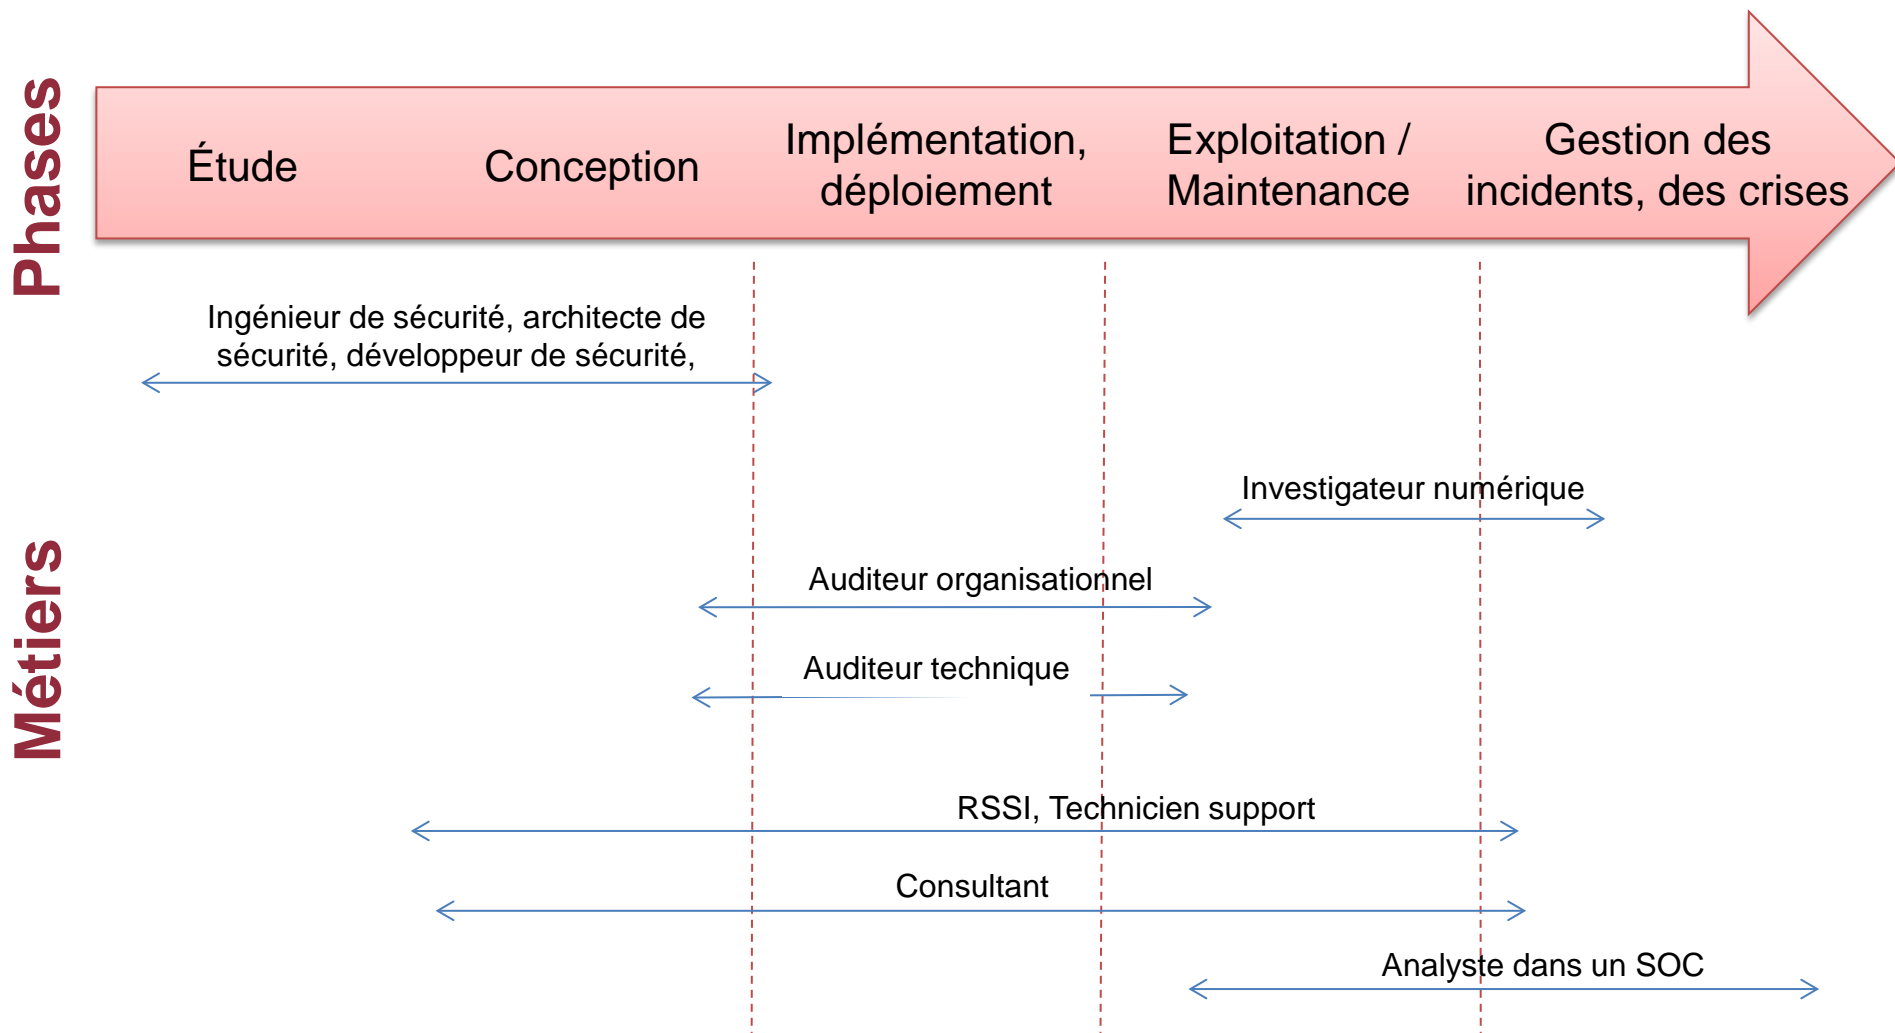 Phases
Étude
Conception
Implémentation,
déploiement
Exploitation /
Maintenance
Gestion des
incidents, des crises
Ingénieur de sécurité, architecte de
sécurité, développeur de sécurité,
Métiers
Investigateur numérique
Auditeur organisationnel
Auditeur technique
RSSI, Technicien support
Consultant
Analyste dans un SOC